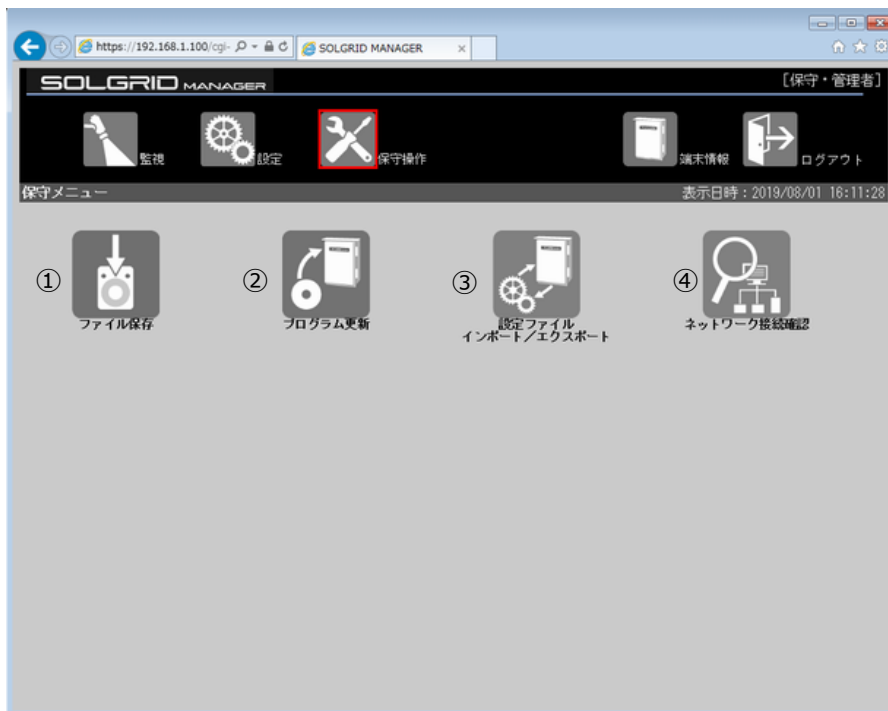 https://192.168.1.100/cgi-
SOLGRID MANAGER
SOLGRID MANAGER
[保守・管理者]
監視
設定
保守操作
端末情報
ログアウト
保守メニュー
表示日時：2019/08/01 16:11:28
①
②
③
④
ファイル保存
プログラム更新
設定ファイル
インポート/エクスポート
ネットワーク接続確認